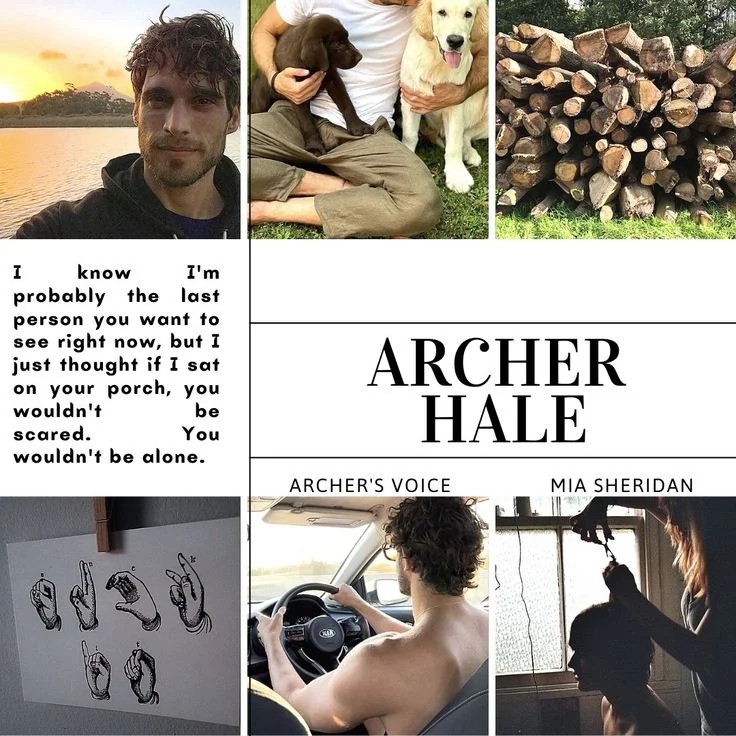 I know I'm
probably the last
person you want to
see right now, but I
just thought if I sat
on your porch, you
wouldn't be
scared. You
wouldn't be alone.
ARCHER
HALE
ARCHER'S VOICE
MIA SHERIDAN
KIA